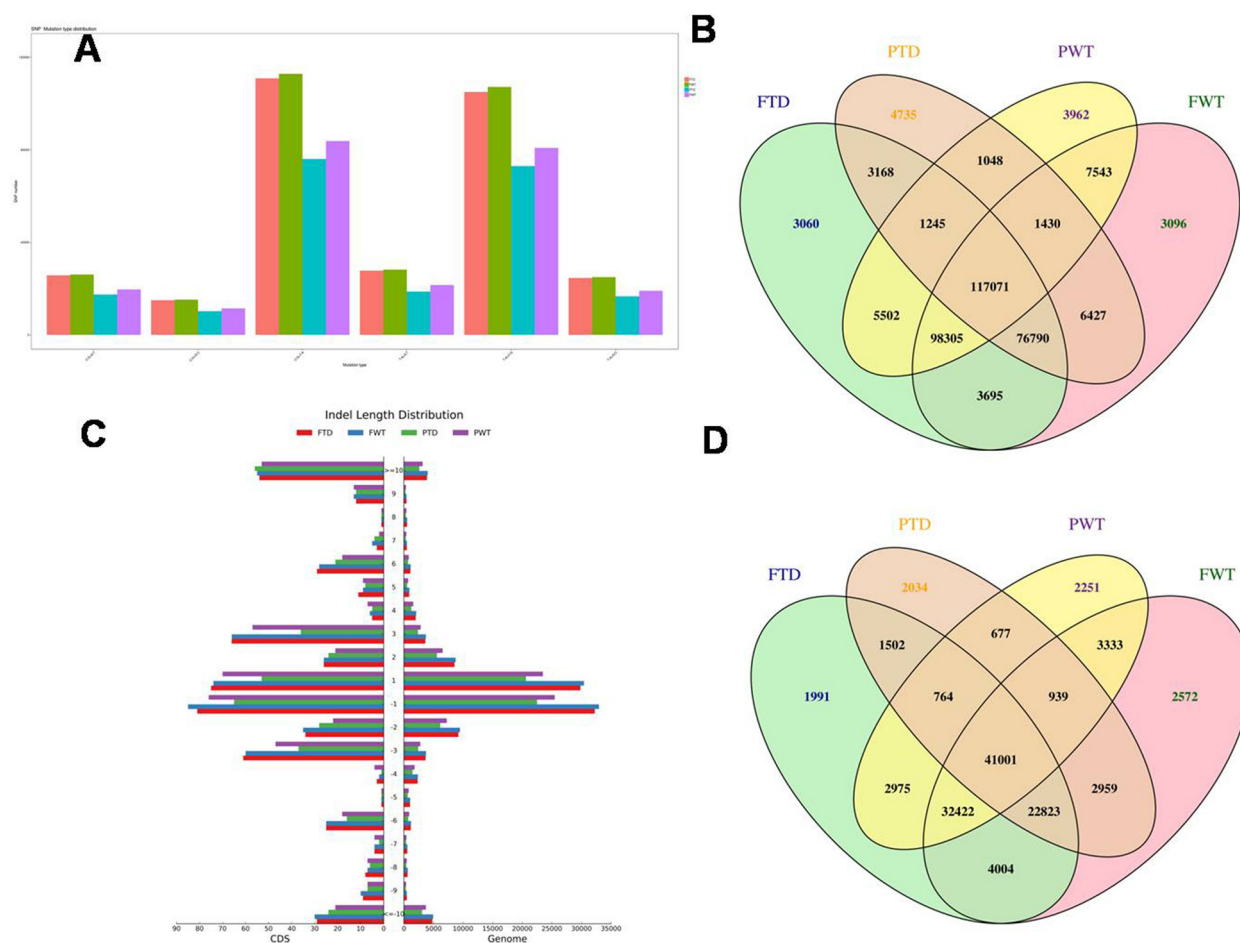 A
SNP Mutation type distribution
SNP number
Mutation type
B
PTD
PWT
FTD
FWT
4735
3962
3168
1048
7543
3060
1245
1430
3096
117071
5502
6427
98305
76790
3695
C
Indel Length Distribution
FTD FWT PTD PWT
>=10
9
8
7
6
5
4
3
2
1
-1
-2
-3
-4
-5
-6
-7
-8
-9
<=-10
90 80 70 60 50 40 30 20 10 0 0 5000 10000 15000 20000 25000 30000 35000
CDS Genome
D
PTD
PWT
FTD
FWT
2034
2251
1502
677
3333
1991
764
939
2572
41001
2975
2959
32422
22823
4004